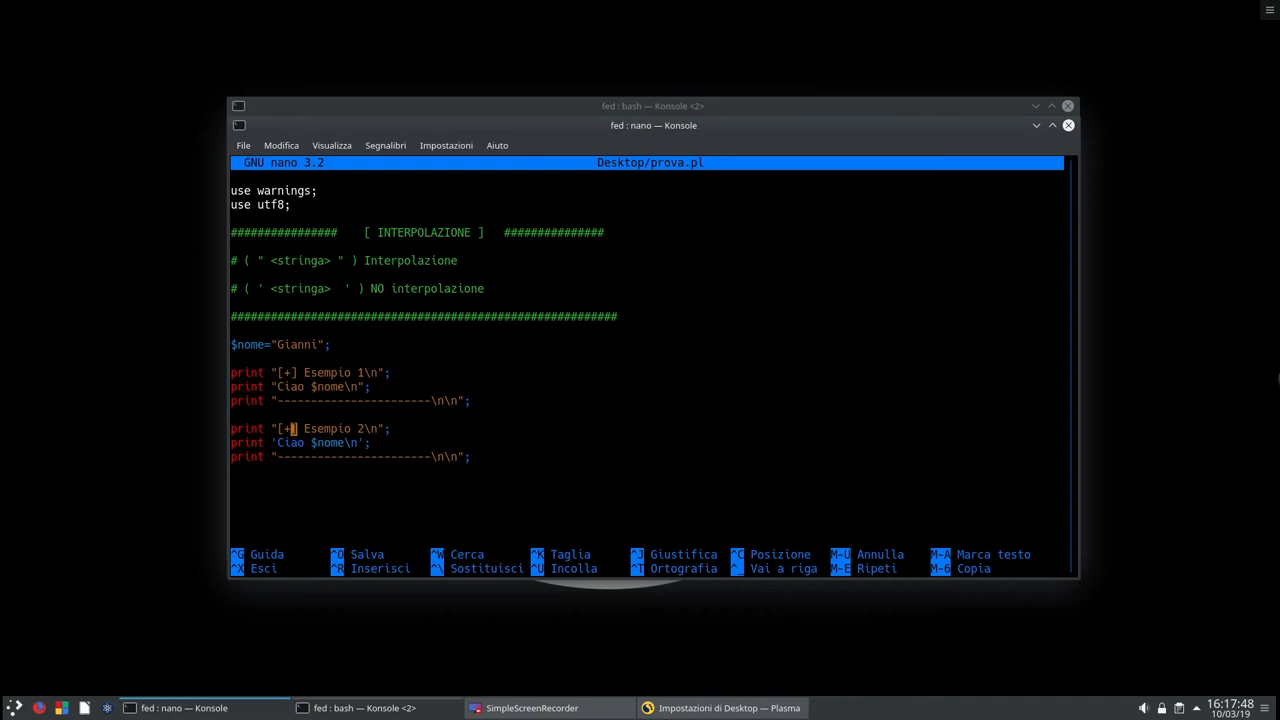 fed : bash — Konsole <2>
fed : nano — Konsole
File Modifica Visualizza Segnalibri Impostazioni Aiuto
GNU nano 3.2 Desktop/prova.pl
use warnings;
use utf8;
################ [ INTERPOLAZIONE ] ###############
# ( " <stringa> " ) Interpolazione
# ( ' <stringa>  ' ) NO interpolazione
##########################################################
$nome="Gianni";
print "[+] Esempio 1\n";
print "Ciao $nome\n";
print "-----------------------\n\n";
print "[+] Esempio 2\n";
print 'Ciao $nome\n';
print "-----------------------\n\n";
^G Guida ^O Salva ^W Cerca ^K Taglia ^J Giustifica ^C Posizione M-U Annulla M-A Marca testo
^X Esci ^R Inserisci ^\ Sostituisci ^U Incolla ^T Ortografia ^_ Vai a riga M-E Ripeti M-6 Copia
fed : nano — Konsole fed : bash — Konsole <2> SimpleScreenRecorder Impostazioni di Desktop — Plasma 16:17:48
10/03/19